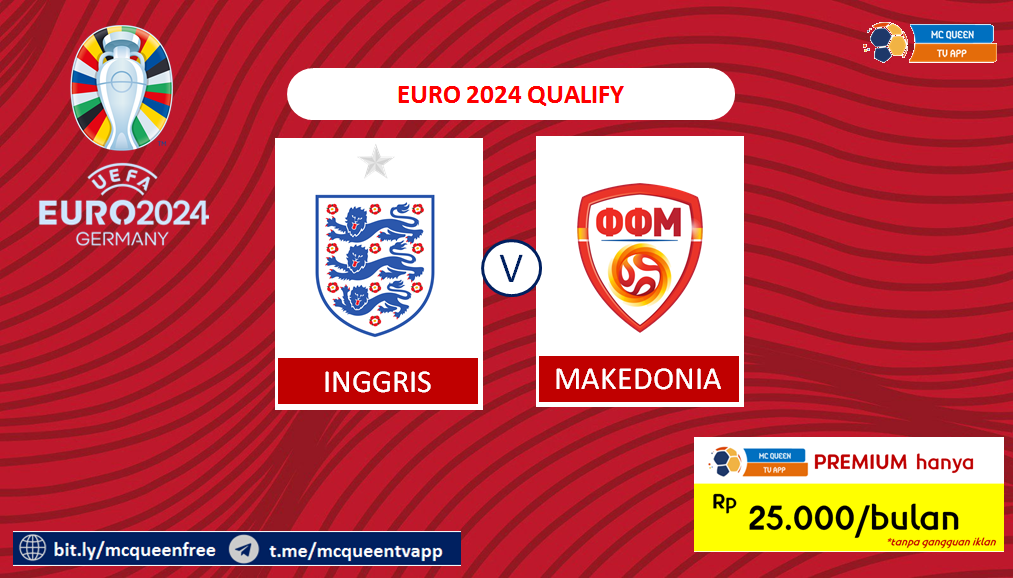 MC QUEEN
TV APP
EURO 2024 QUALIFY
UEFA
EURO2024
GERMANY
ФФМ
V
INGGRIS
MAKEDONIA
MC QUEEN
TV APP
PREMIUM hanya
Rp 25.000/bulan
*tanpa gangguan iklan
bit.ly/mcqueenfree
t.me/mcqueentvapp